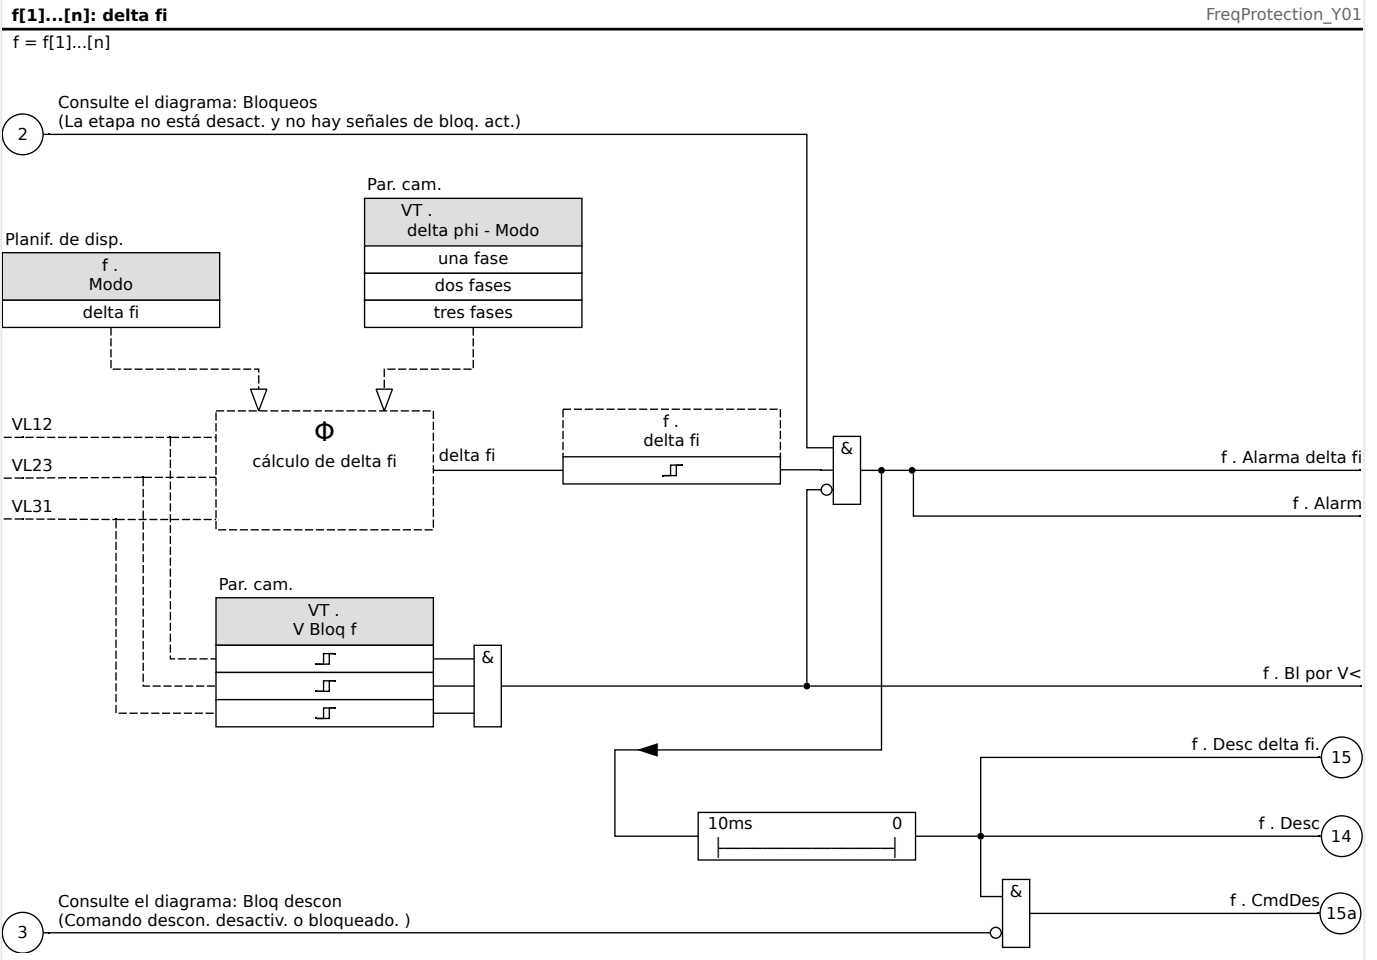 f[1]...[n]: delta fi
FreqProtection_Y01
f = f[1]...[n]
Consulte el diagrama: Bloqueos
(La etapa no está desact. y no hay señales de bloq. act.)
2
Par. cam.
VT .
delta phi - Modo
una fase
dos fases
tres fases
Planif. de disp.
f .
Modo
delta fi
VL12
VL23
VL31
Φ
cálculo de delta fi
delta fi
f .
delta fi
&
f . Alarma delta fi
f . Alarm
Par. cam.
VT .
V Bloq f
&
f . Bl por V<
f . Desc delta fi.
15
10ms 0
f . Desc
14
&
f . CmdDes
15a
Consulte el diagrama: Bloq descon
(Comando descon. desactiv. o bloqueado. )
3